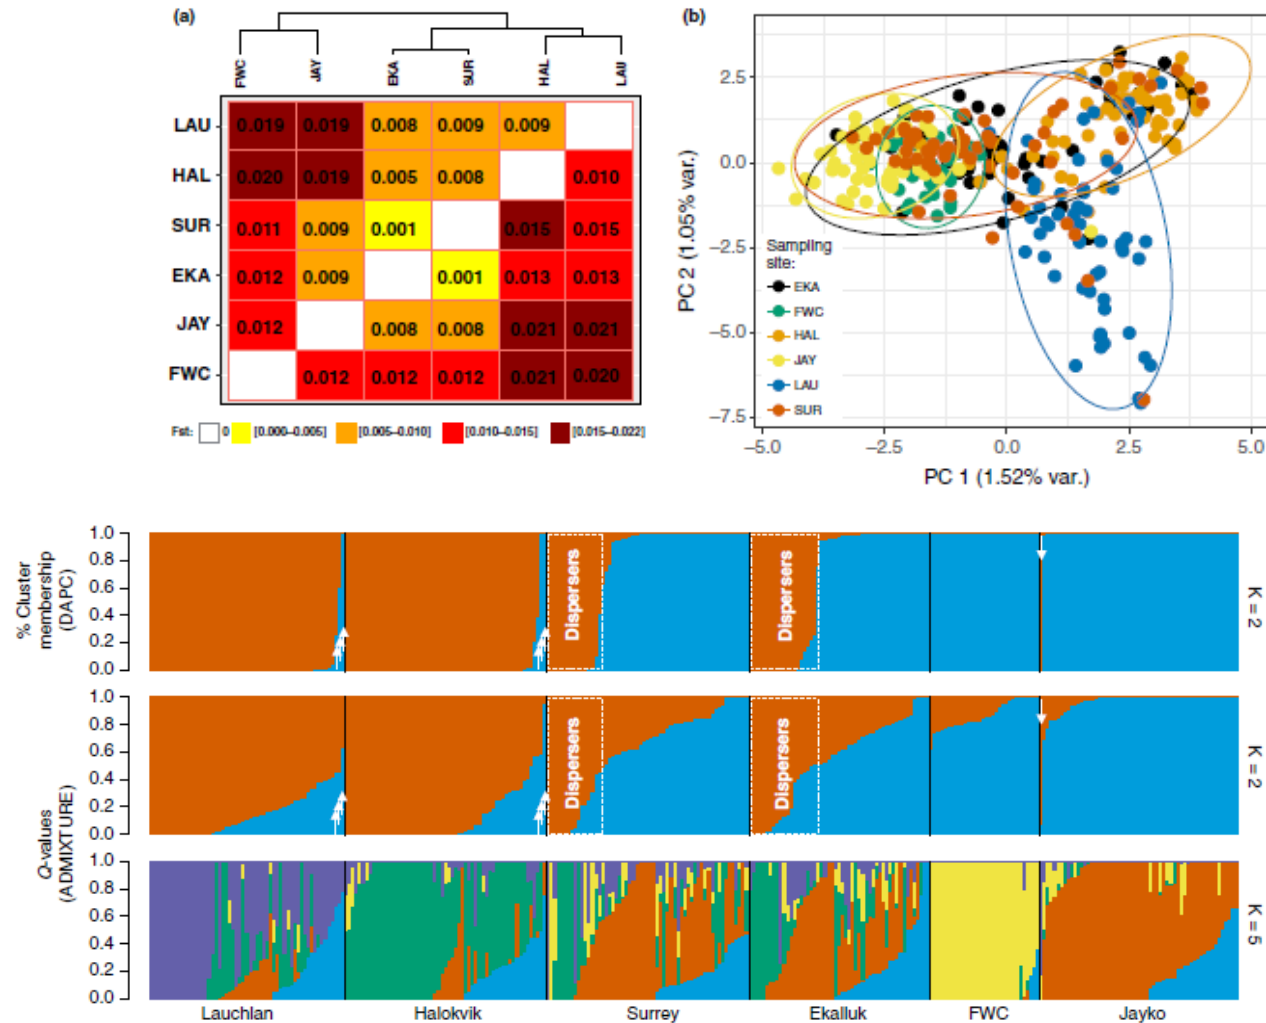 (a)
FWC JAY EKA SUR HAL LAU
LAU 0.019 0.019 0.008 0.009 0.009
HAL 0.020 0.019 0.005 0.008 0.010
SUR 0.011 0.009 0.001 0.015 0.015
EKA 0.012 0.009 0.001 0.013 0.013
JAY 0.012 0.008 0.008 0.021 0.021
FWC 0.012 0.012 0.012 0.021 0.020
Fst: 0 [0.000–0.005] [0.005–0.010] [0.010–0.015] [0.015–0.022]
(b)
PC 2 (1.05% var.)
2.5
0.0
−2.5
−5.0
−7.5
Sampling
site:
EKA
FWC
HAL
JAY
LAU
SUR
−5.0 −2.5 0.0 2.5 5.0
PC 1 (1.52% var.)
% Cluster
membership
(DAPC)
1.0
0.8
0.6
0.4
0.2
0.0
Dispersers
Dispersers
K = 2
Q-values
(ADMIXTURE)
1.0
0.8
0.6
0.4
0.2
0.0
Dispersers
Dispersers
K = 2
1.0
0.8
0.6
0.4
0.2
0.0
K = 5
Lauchlan Halokvik Surrey Ekalluk FWC Jayko